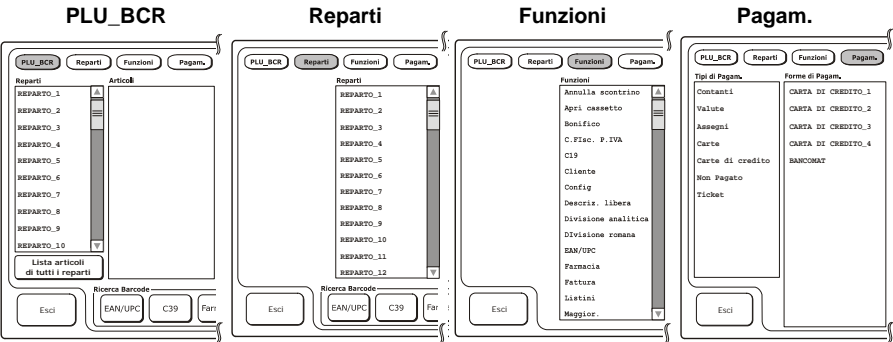 PLU_BCR
Reparti
Funzioni
Pagam.
PLU_BCR
Reparti
Funzioni
Pagam.
Reparti
Articoli
REPARTO_1
REPARTO_2
REPARTO_3
REPARTO_4
REPARTO_5
REPARTO_6
REPARTO_7
REPARTO_8
REPARTO_9
REPARTO_10
Lista articoli
di tutti i reparti
Ricerca Barcode
Esci
EAN/UPC
C39
Far
PLU_BCR
Reparti
Funzioni
Pagam.
Reparti
REPARTO_1
REPARTO_2
REPARTO_3
REPARTO_4
REPARTO_5
REPARTO_6
REPARTO_7
REPARTO_8
REPARTO_9
REPARTO_10
REPARTO_11
REPARTO_12
Ricerca Barcode
Esci
EAN/UPC
C39
Far
PLU_BCR
Reparti
Funzioni
Pagam.
Funzioni
Annulla scontrino
Apri cassetto
Bonifico
C.FIsc. P.IVA
C19
Cliente
Config
Descriz. libera
Divisione analitica
DIvisione romana
EAN/UPC
Farmacia
Fattura
Listini
Maggior.
Esci
PLU_BCR
Reparti
Funzioni
Pagam.
Tipi di Pagam.
Forme di Pagam.
Contanti
Valute
Assegni
Carte
Carte di credito
Non Pagato
Ticket
CARTA DI CREDITO_1
CARTA DI CREDITO_2
CARTA DI CREDITO_3
CARTA DI CREDITO_4
BANCOMAT
Esci